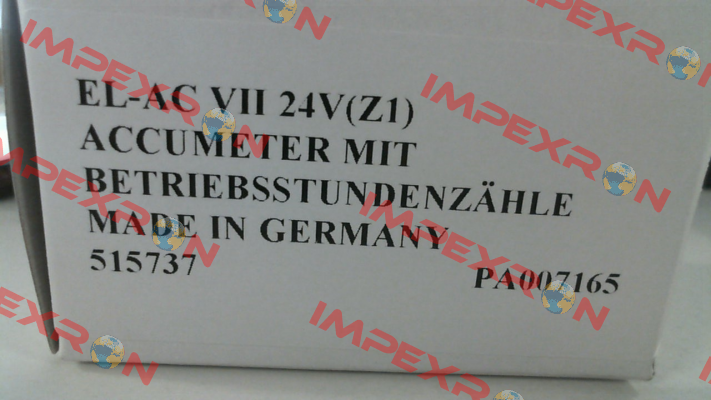 EL-AC VII 24V(Z1)
ACCUMETER MIT
BETRIEBSSTUNDENZÄHLE
MADE IN GERMANY
515737 PA007165
IMPEXRON
IMPEXRON
IMPEXRON
IMPEXRON
IMPEXRON
IMPEXRON